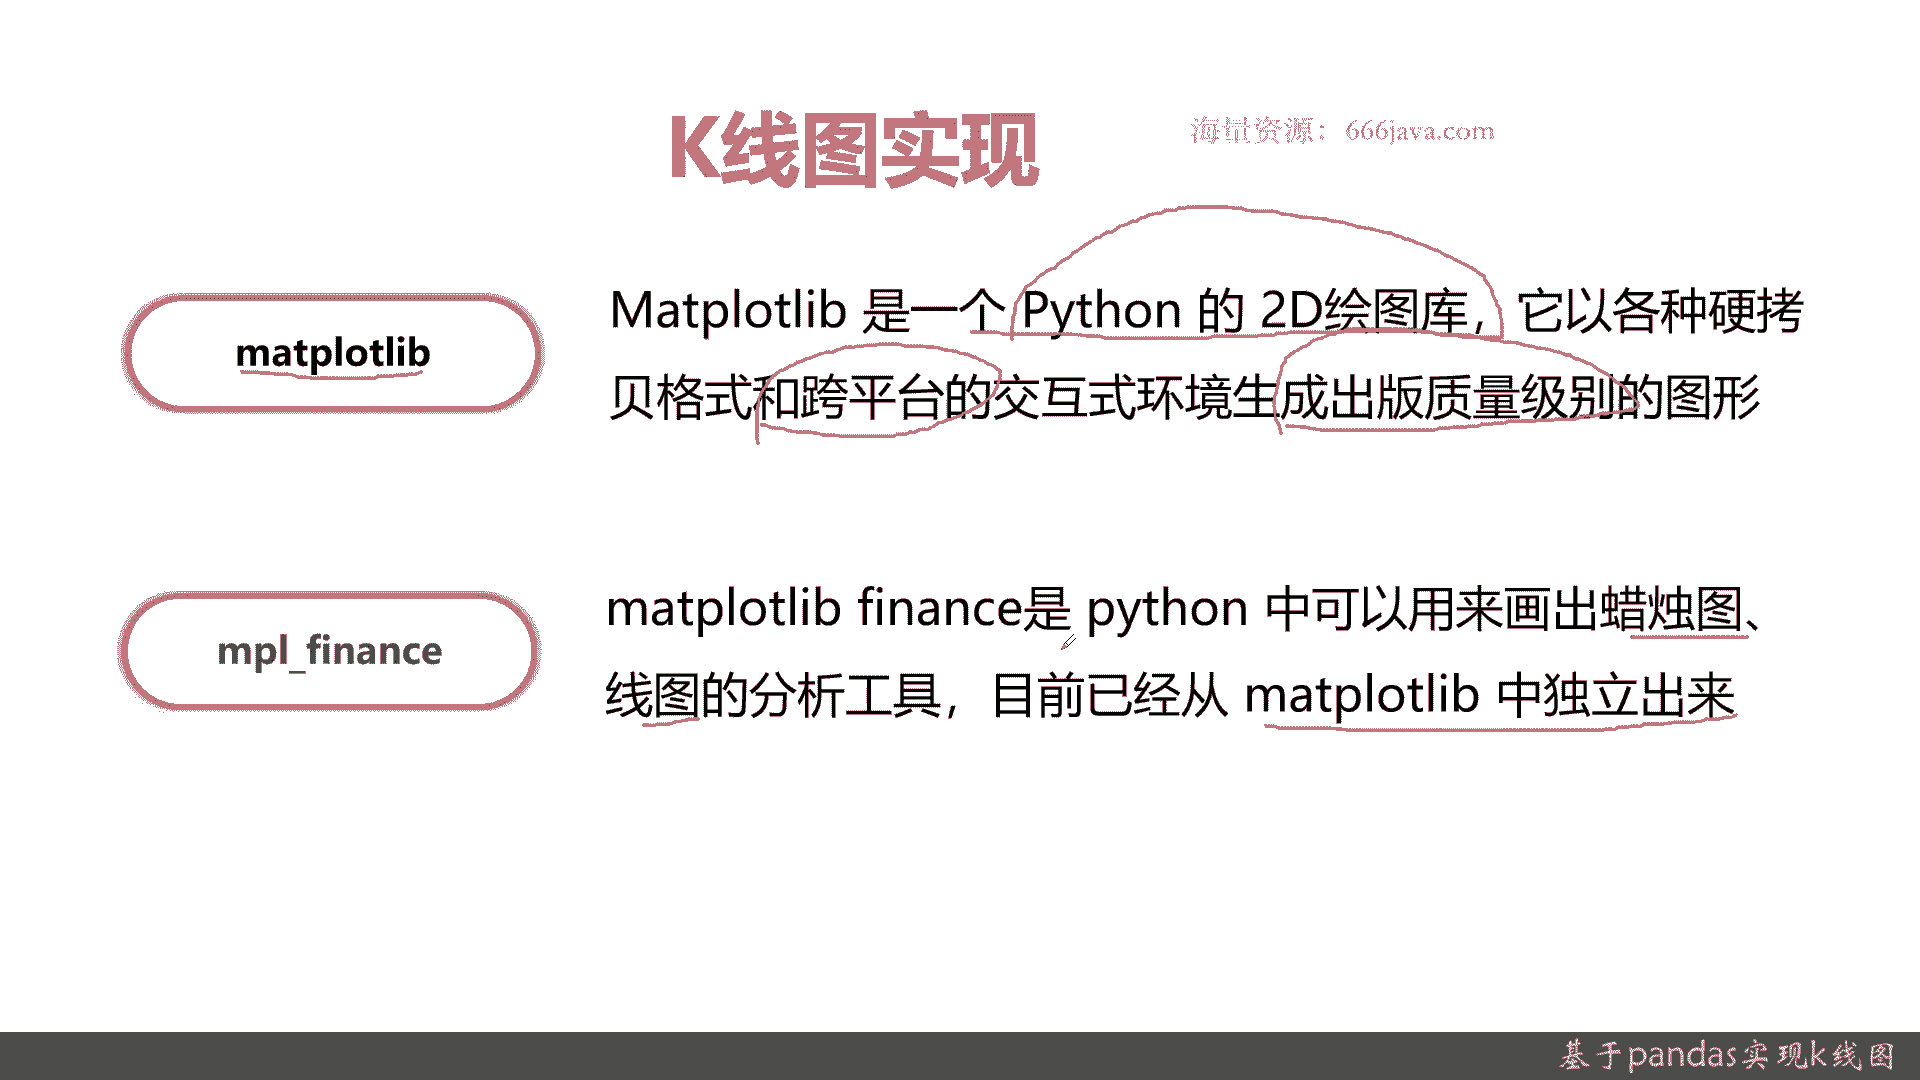 K线图实现
海量资源：666java.com
matplotlib
Matplotlib 是一个 Python 的 2D绘图库，它以各种硬拷
贝格式和跨平台的交互式环境生成出版质量级别的图形
mpl_finance
matplotlib finance是 python 中可以用来画出蜡烛图、
线图的分析工具，目前已经从 matplotlib 中独立出来
基于pandas实现k线图